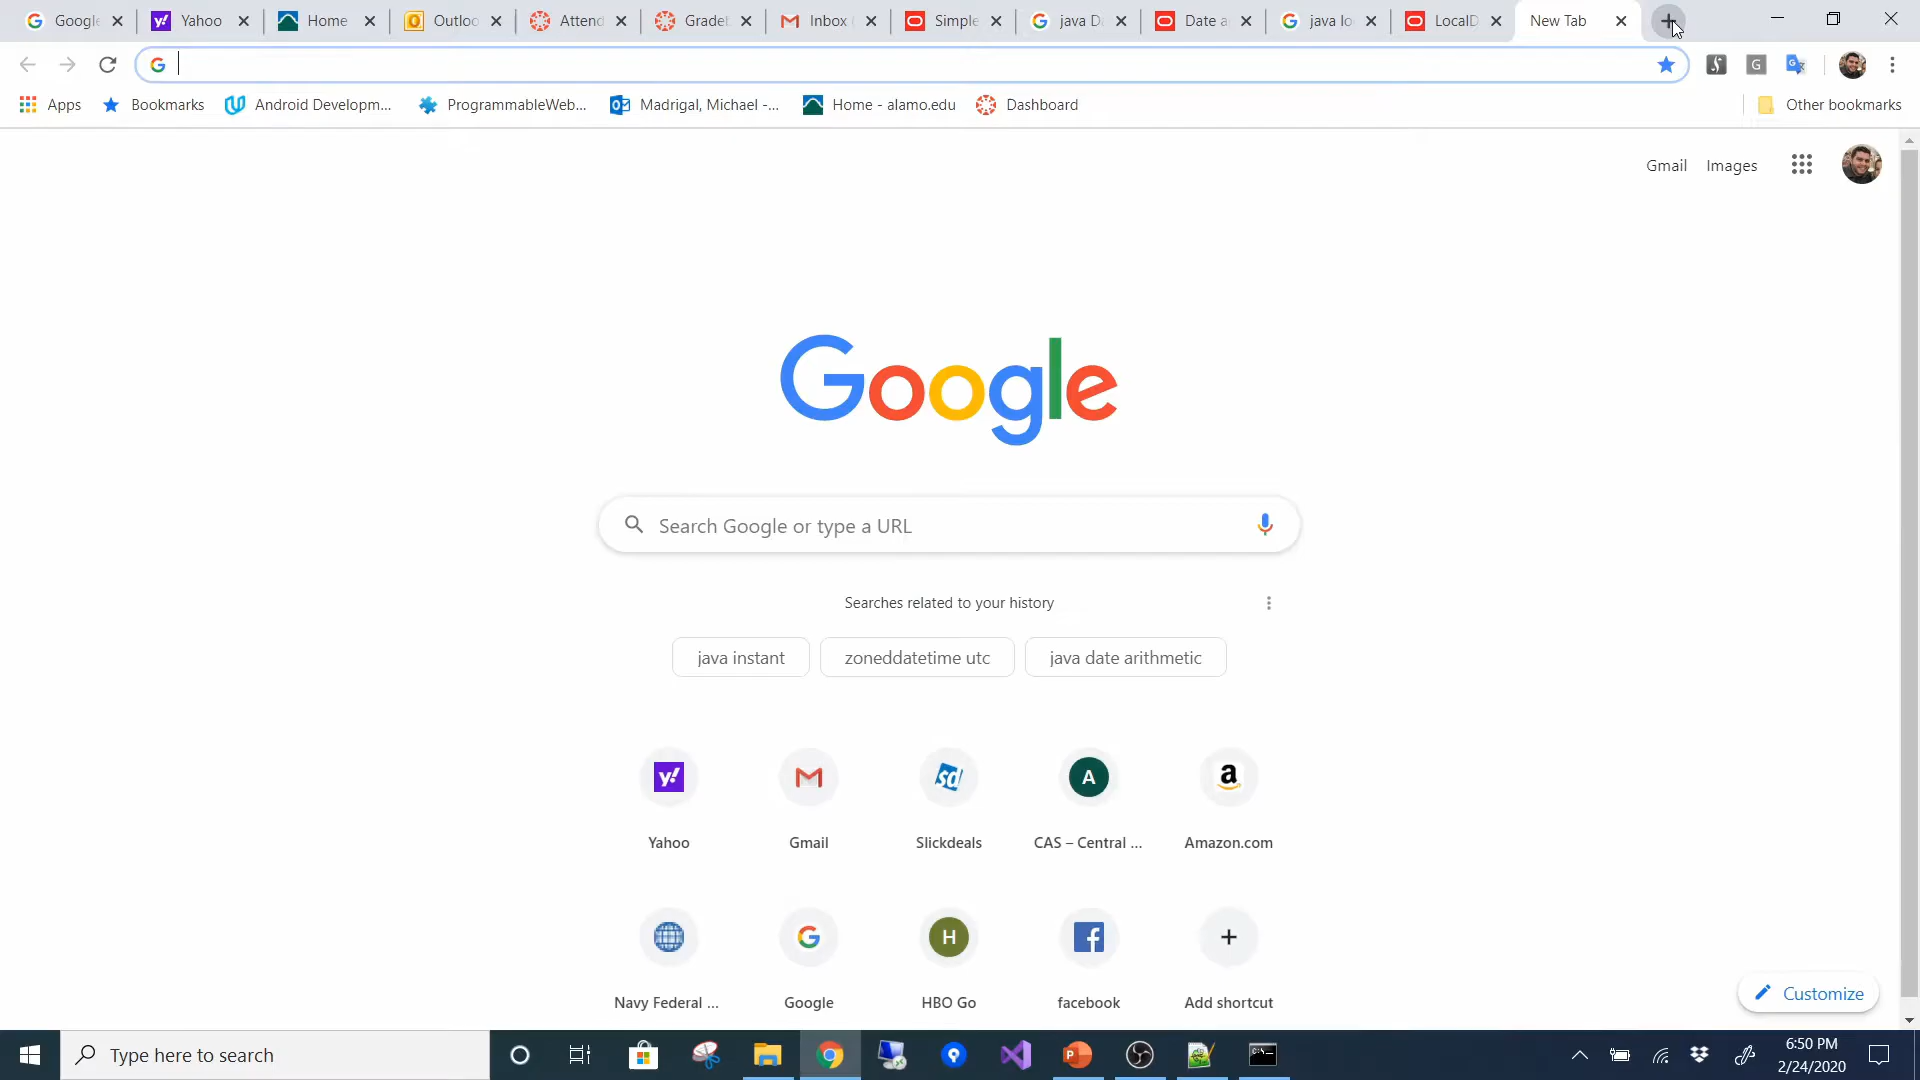 Google Yahoo Home Outloo Attend Gradeb Inbox Simple java D Date a java lo LocalD New Tab
Apps Bookmarks Android Developm... ProgrammableWeb... Madrigal, Michael -... Home - alamo.edu Dashboard Other bookmarks
Gmail Images
Google
Search Google or type a URL
Searches related to your history
java instant zoneddatetime utc java date arithmetic
Yahoo Gmail Slickdeals CAS – Central ... Amazon.com
Navy Federal ... Google HBO Go facebook Add shortcut
Customize
Type here to search
6:50 PM
2/24/2020